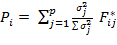 $P_i = \sum_{j=1}^{p} \frac{\sigma_j^2}{\sum \sigma_j^2} F_{ij}^*$